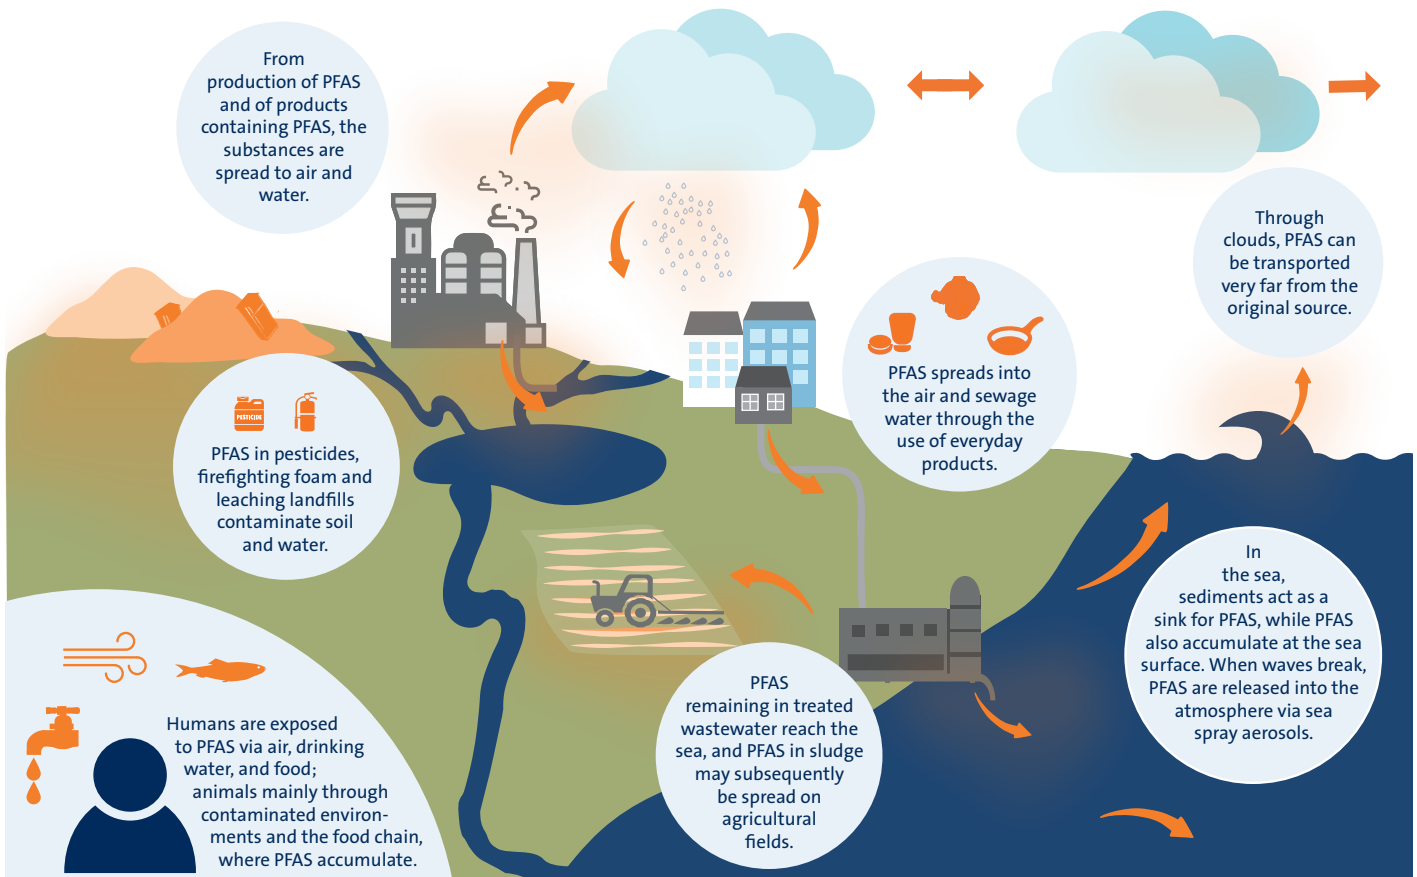 From
production of PFAS
and of products
containing PFAS, the
substances are
spread to air and
water.
Through
clouds, PFAS can
be transported
very far from the
original source.
PFAS spreads into
the air and sewage
water through the
use of everyday
products.
PESTICIDE
PFAS in pesticides,
firefighting foam and
leaching landfills
contaminate soil
and water.
In
the sea,
sediments act as a
sink for PFAS, while PFAS
also accumulate at the sea
surface. When waves break,
PFAS are released into the
atmosphere via sea
spray aerosols.
PFAS
remaining in treated
wastewater reach the
sea, and PFAS in sludge
may subsequently
be spread on
agricultural
fields.
Humans are exposed
to PFAS via air, drinking
water, and food;
animals mainly through
contaminated environ-
ments and the food chain,
where PFAS accumulate.